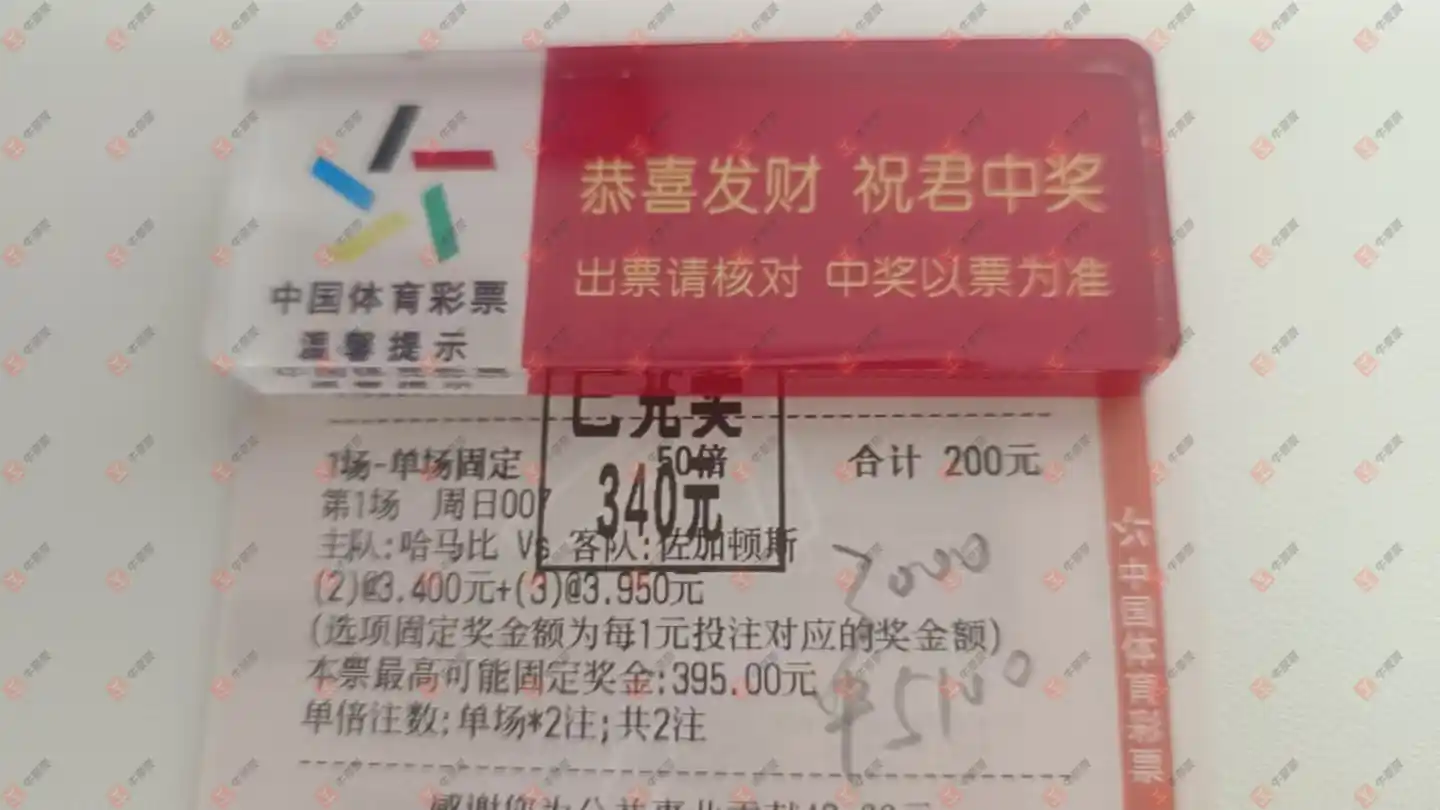 恭喜发财 祝君中奖
出票请核对 中奖以票为准
中国体育彩票
温馨提示
已兑奖
340元
1场-单场固定 50倍 合计 200元
第1场 周日007
主队:哈马比 Vs 客队:佐加顿斯
(2)@3.400元+(3)@3.950元
(选项固定奖金额为每1元投注对应的奖金额)
本票最高可能固定奖金:395.00元
单倍注数:单场*2注;共2注
中国体育彩票
牛嗷嗷